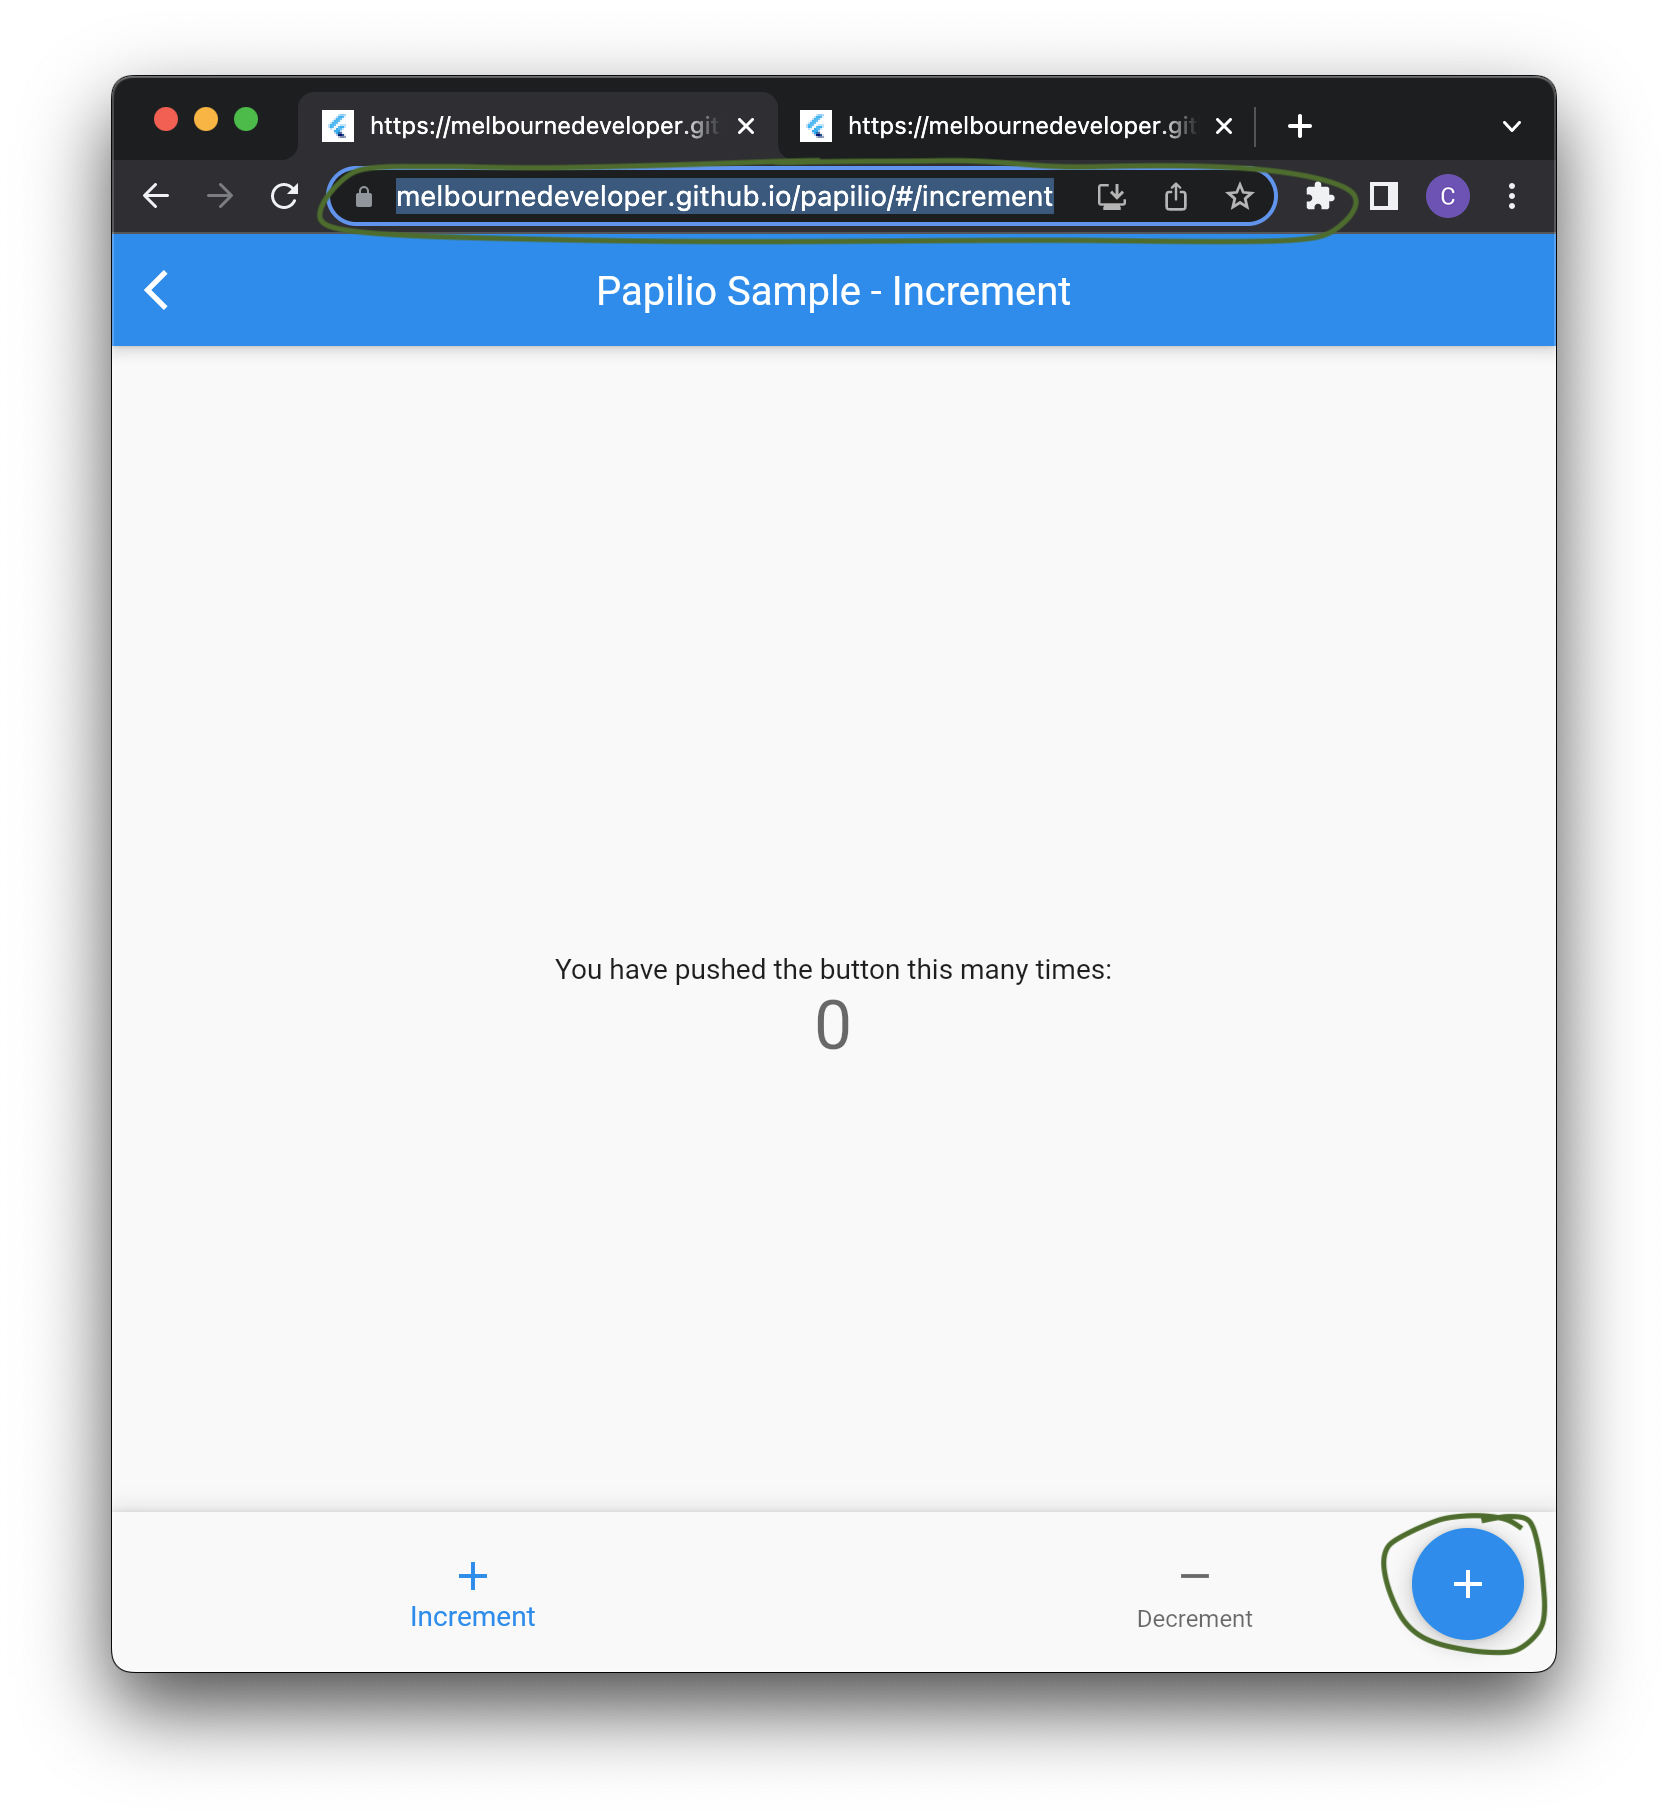 https://melbournedeveloper.git
https://melbournedeveloper.git
melbournedeveloper.github.io/papilio/#/increment
C
Papilio Sample - Increment
You have pushed the button this many times:
0
Increment
Decrement